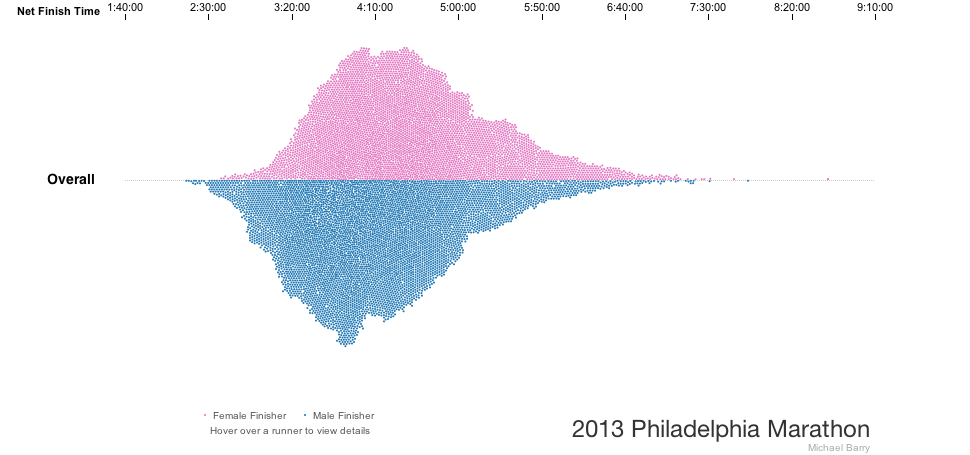 Net Finish Time 1:40:00 2:30:00 3:20:00 4:10:00 5:00:00 5:50:00 6:40:00 7:30:00 8:20:00 9:10:00
Overall
Female Finisher Male Finisher
Hover over a runner to view details
2013 Philadelphia Marathon
Michael Barry